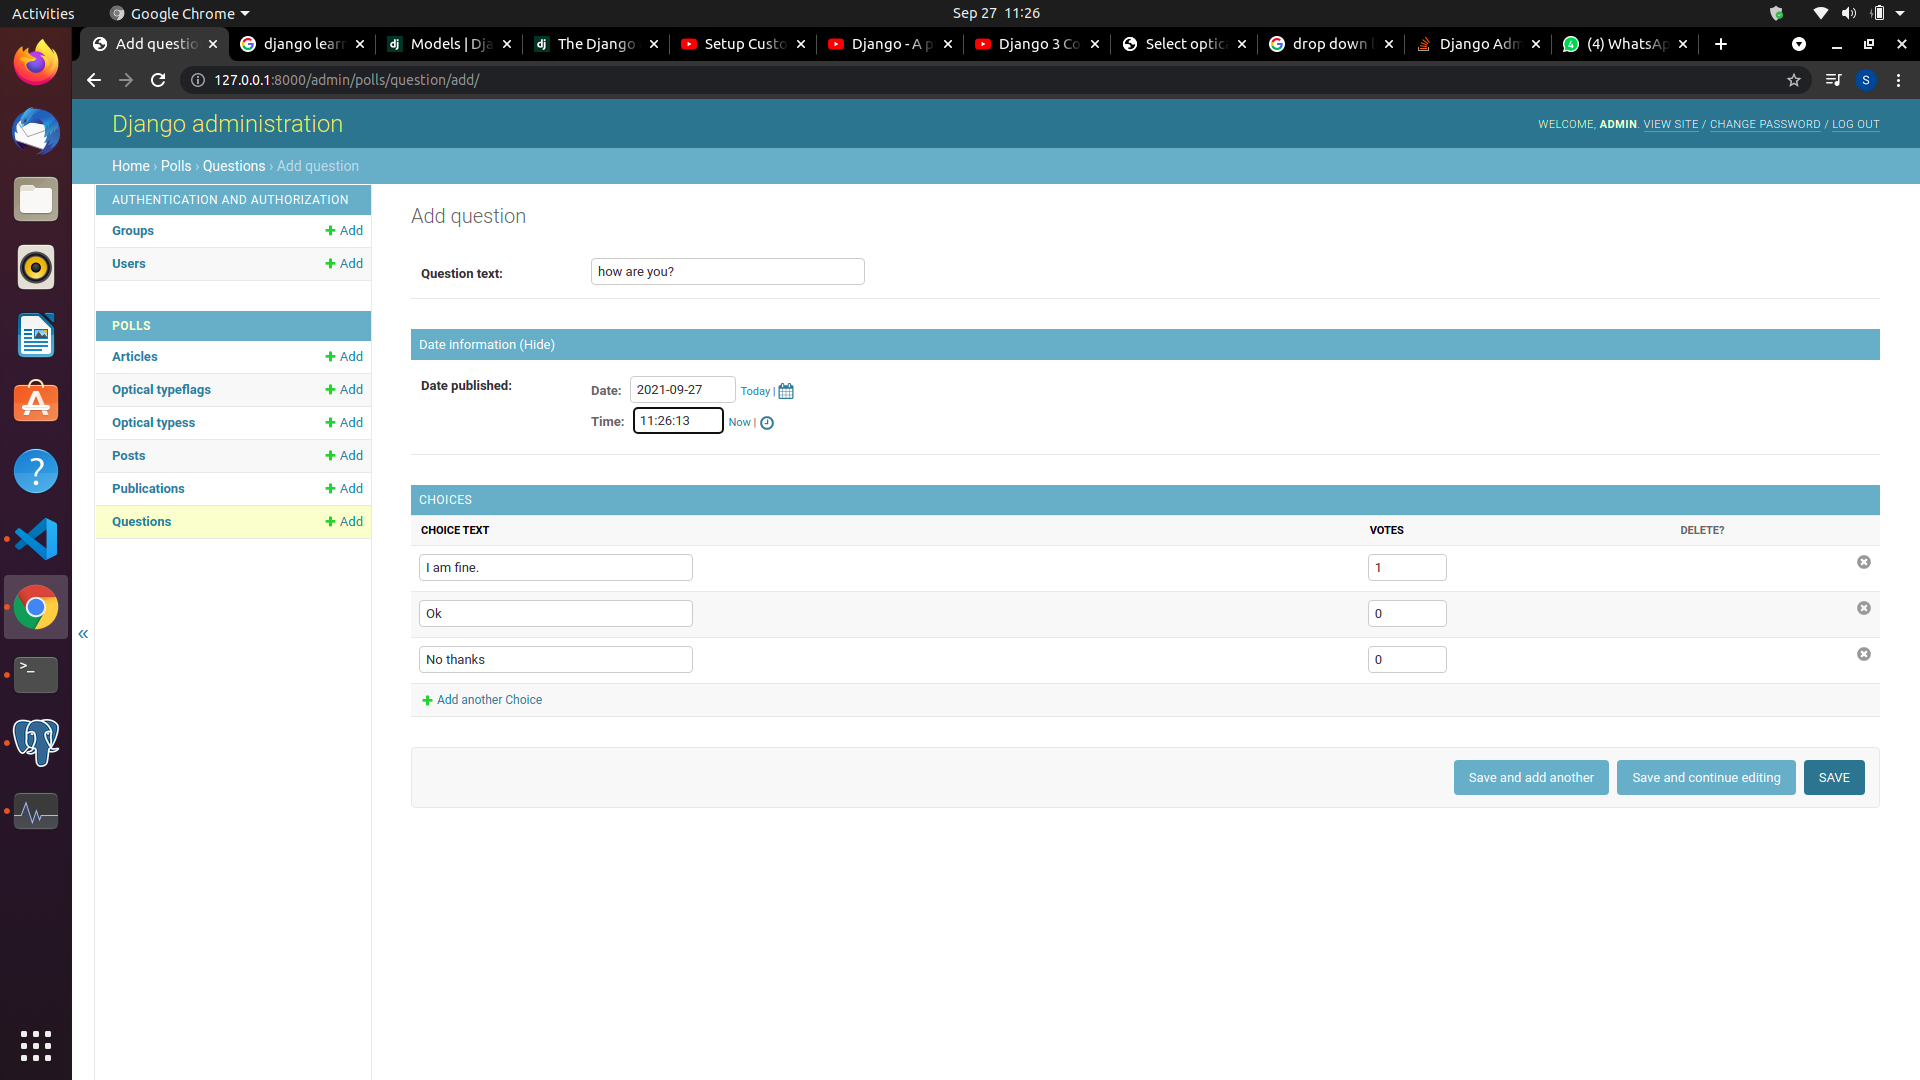 Activities
Google Chrome
Sep 27 11:26
Add questio
django lear
Models | Dja
The Django
Setup Custo
Django - A p
Django 3 Co
Select optic
drop down
Django Adm
(4) WhatsAp
127.0.0.1:8000/admin/polls/question/add/
S
Django administration
WELCOME, ADMIN. VIEW SITE / CHANGE PASSWORD / LOG OUT
Home › Polls › Questions › Add question
AUTHENTICATION AND AUTHORIZATION
Groups + Add
Users + Add
POLLS
Articles + Add
Optical typeflags + Add
Optical typess + Add
Posts + Add
Publications + Add
Questions + Add
«
Add question
Question text: how are you?
Date information (Hide)
Date published: Date: 2021-09-27 Today |
Time: 11:26:13 Now |
CHOICES
CHOICE TEXT VOTES DELETE?
I am fine. 1
Ok 0
No thanks 0
+ Add another Choice
Save and add another
Save and continue editing
SAVE